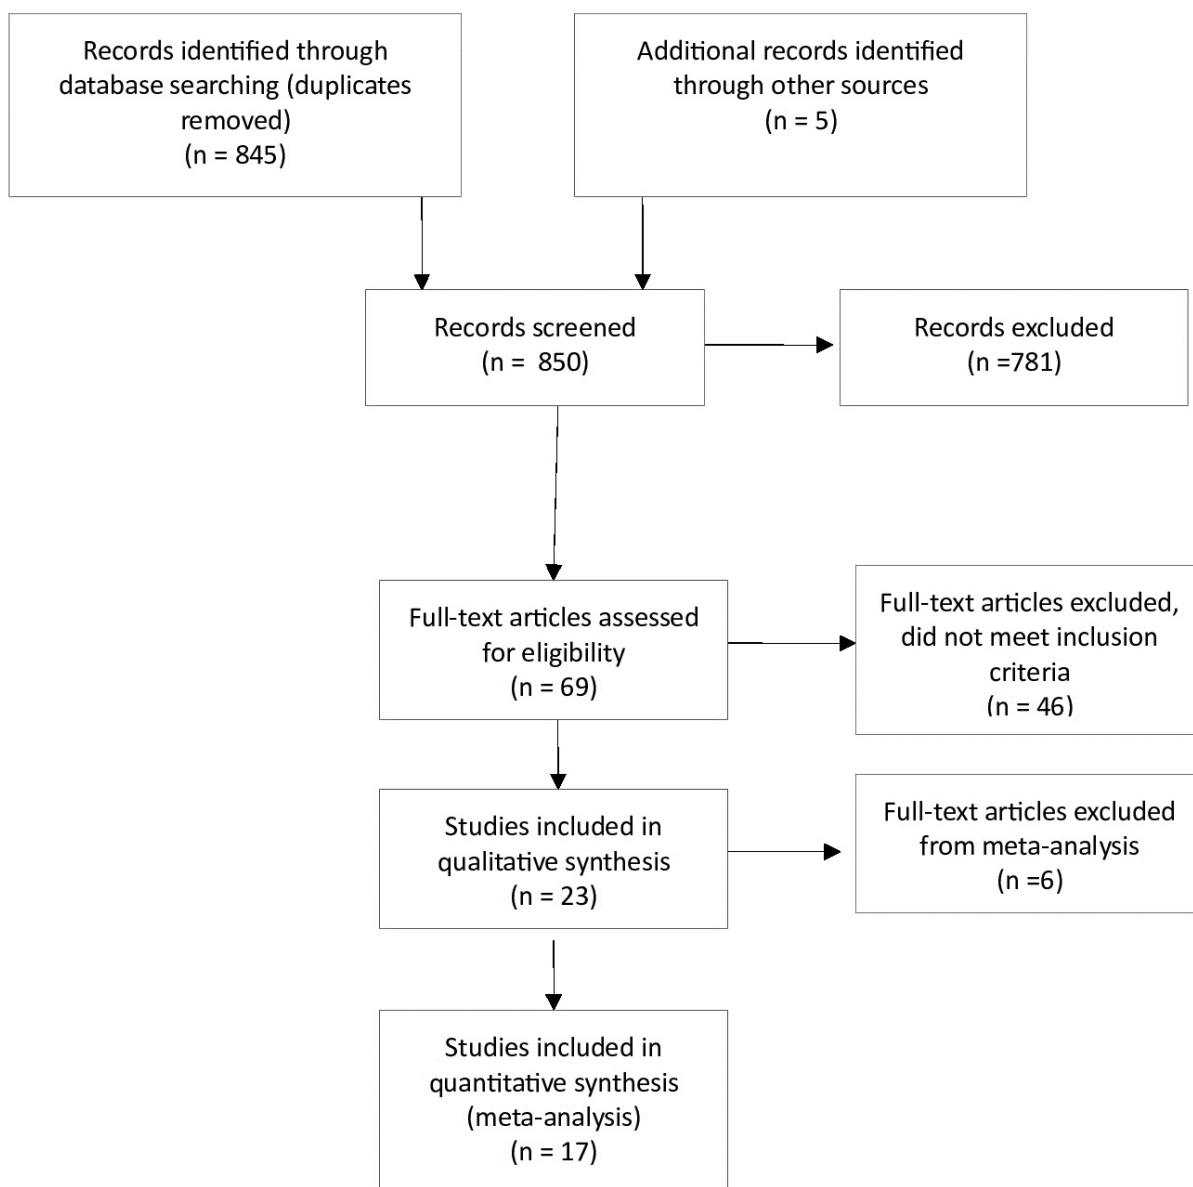 Records identified through
database searching (duplicates
removed)
(n = 845)
Additional records identified
through other sources
(n = 5)
Records screened
(n =  850)
Records excluded
(n =781)
Full-text articles assessed
for eligibility
(n = 69)
Full-text articles excluded,
did not meet inclusion
criteria
(n = 46)
Studies included in
qualitative synthesis
(n = 23)
Full-text articles excluded
from meta-analysis
(n =6)
Studies included in
quantitative synthesis
(meta-analysis)
(n = 17)